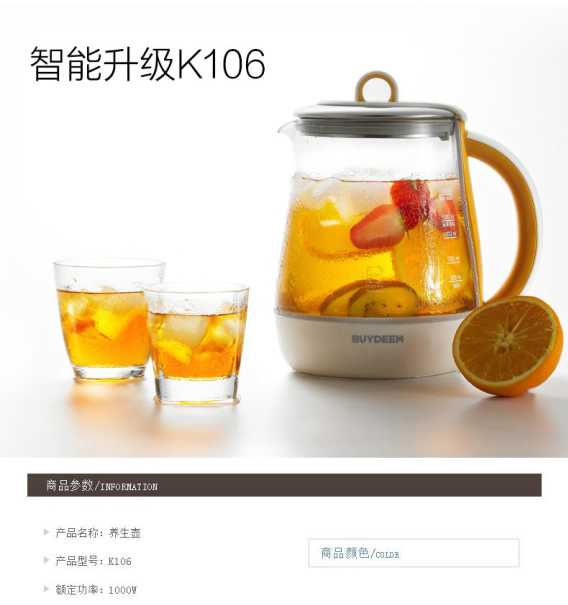 智能升级K106
BUYDEEM
商品参数/INFORMATION
产品名称：养生壶
商品颜色/COLOR
产品型号：K106
额定功率：1000W